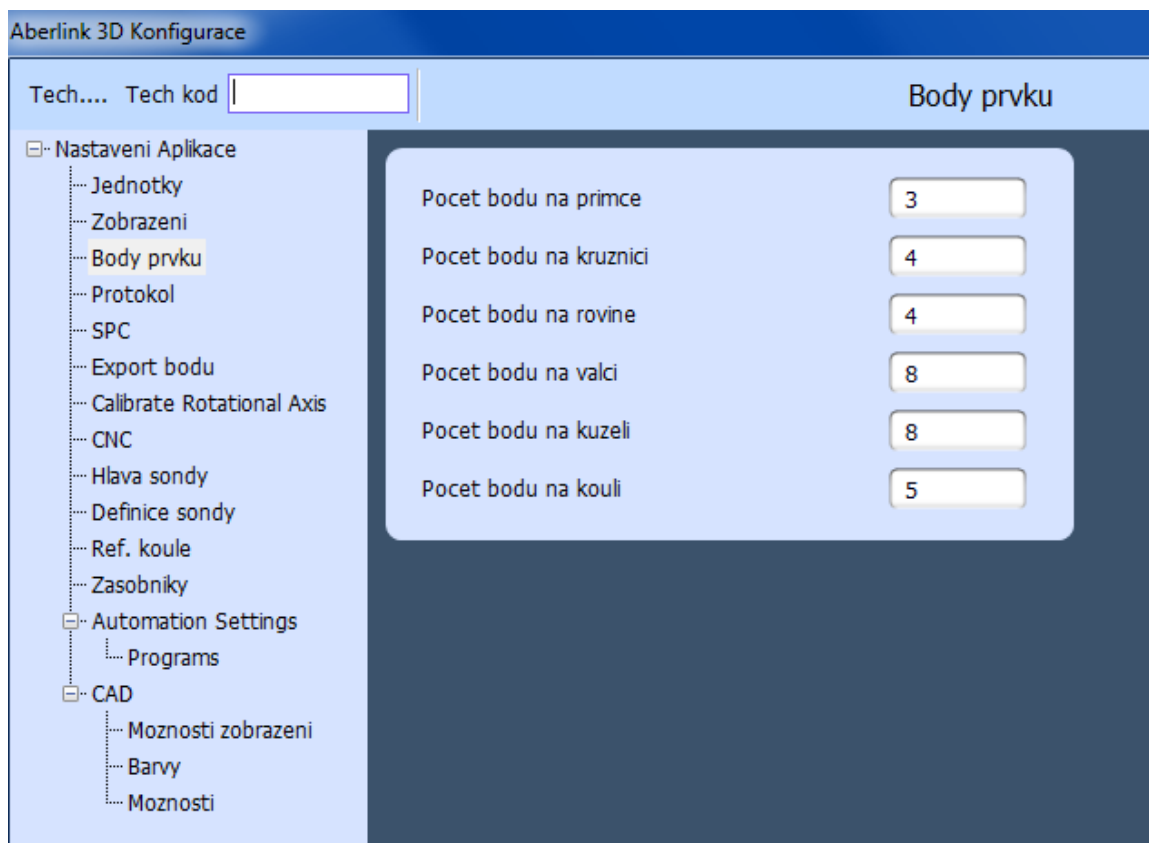 Aberlink 3D Konfigurace
Tech.... Tech kod
Body prvku
Nastaveni Aplikace
Jednotky
Zobrazeni
Body prvku
Protokol
SPC
Export bodu
Calibrate Rotational Axis
CNC
Hlava sondy
Definice sondy
Ref. koule
Zasobniky
Automation Settings
Programs
CAD
Moznosti zobrazeni
Barvy
Moznosti
Pocet bodu na primce 3
Pocet bodu na kruznici 4
Pocet bodu na rovine 4
Pocet bodu na valci 8
Pocet bodu na kuzeli 8
Pocet bodu na kouli 5